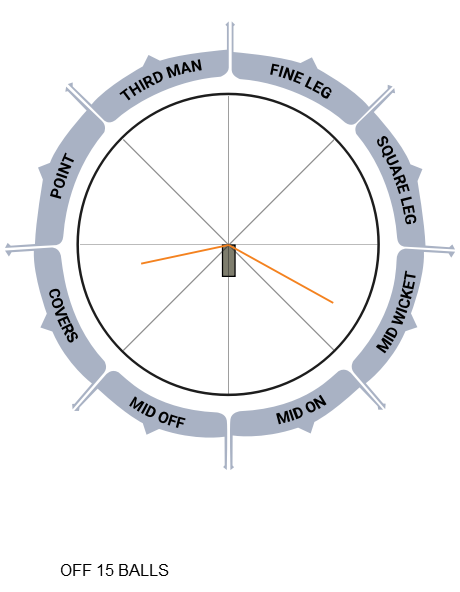 THIRD MAN
FINE LEG
POINT
SQUARE LEG
COVERS
MID WICKET
MID OFF
MID ON
OFF 15 BALLS